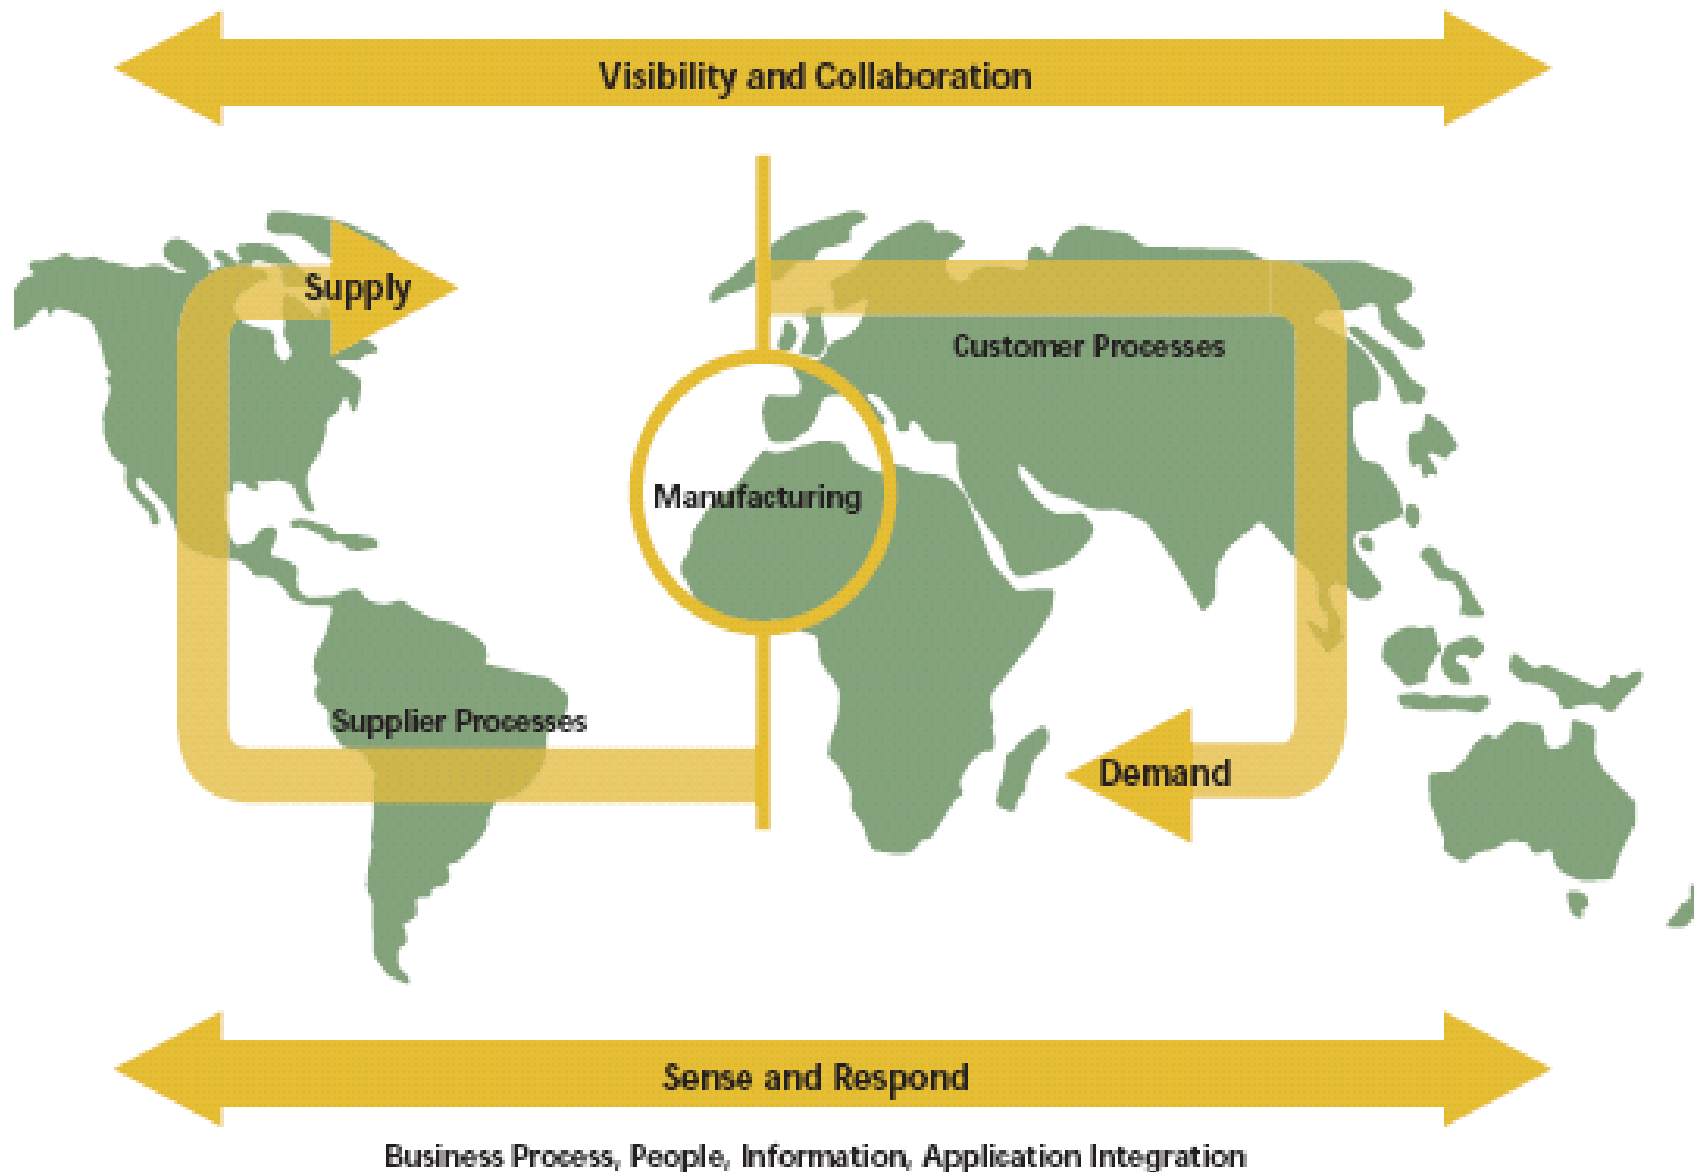 Visibility and Collaboration
Supply
Customer Processes
Manufacturing
Supplier Processes
Demand
Sense and Respond
Business Process, People, Information, Application Integration